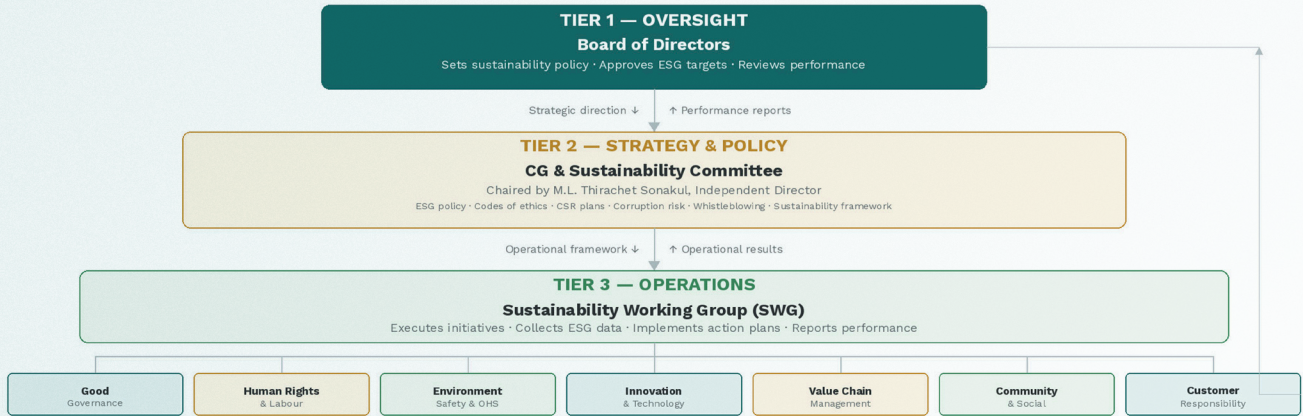 TIER 1 — OVERSIGHT
Board of Directors
Sets sustainability policy · Approves ESG targets · Reviews performance
Strategic direction ↓
↑ Performance reports
TIER 2 — STRATEGY & POLICY
CG & Sustainability Committee
Chaired by M.L. Thirachet Sonakul, Independent Director
ESG policy · Codes of ethics · CSR plans · Corruption risk · Whistleblowing · Sustainability framework
Operational framework ↓
↑ Operational results
TIER 3 — OPERATIONS
Sustainability Working Group (SWG)
Executes initiatives · Collects ESG data · Implements action plans · Reports performance
Good
Governance
Human Rights
& Labour
Environment
Safety & OHS
Innovation
& Technology
Value Chain
Management
Community
& Social
Customer
Responsibility